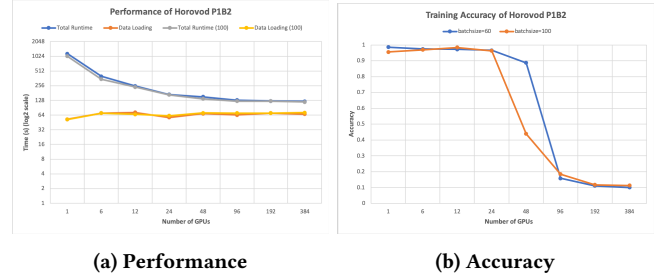 Performance of Horovod P1B2
Total Runtime Data Loading Total Runtime (100) Data Loading (100)
2048
1024
512
256
128
64
32
16
8
4
2
1
Time (s) (log2 scale)
1 6 12 24 48 96 192 384
Number of GPUs
(a) Performance
Training Accuracy of Horovod P1B2
batchsize=60 batchsize=100
1
0.9
0.8
0.7
0.6
0.5
0.4
0.3
0.2
0.1
0
Accuracy
1 6 12 24 48 96 192 384
Number of GPUs
(b) Accuracy